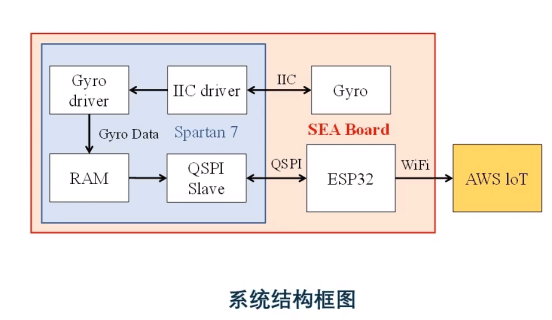 Gyro
driver
IIC driver
IIC
Gyro
Gyro Data
Spartan 7
SEA Board
RAM
QSPI
Slave
QSPI
ESP32
WiFi
AWS IoT
系统结构框图